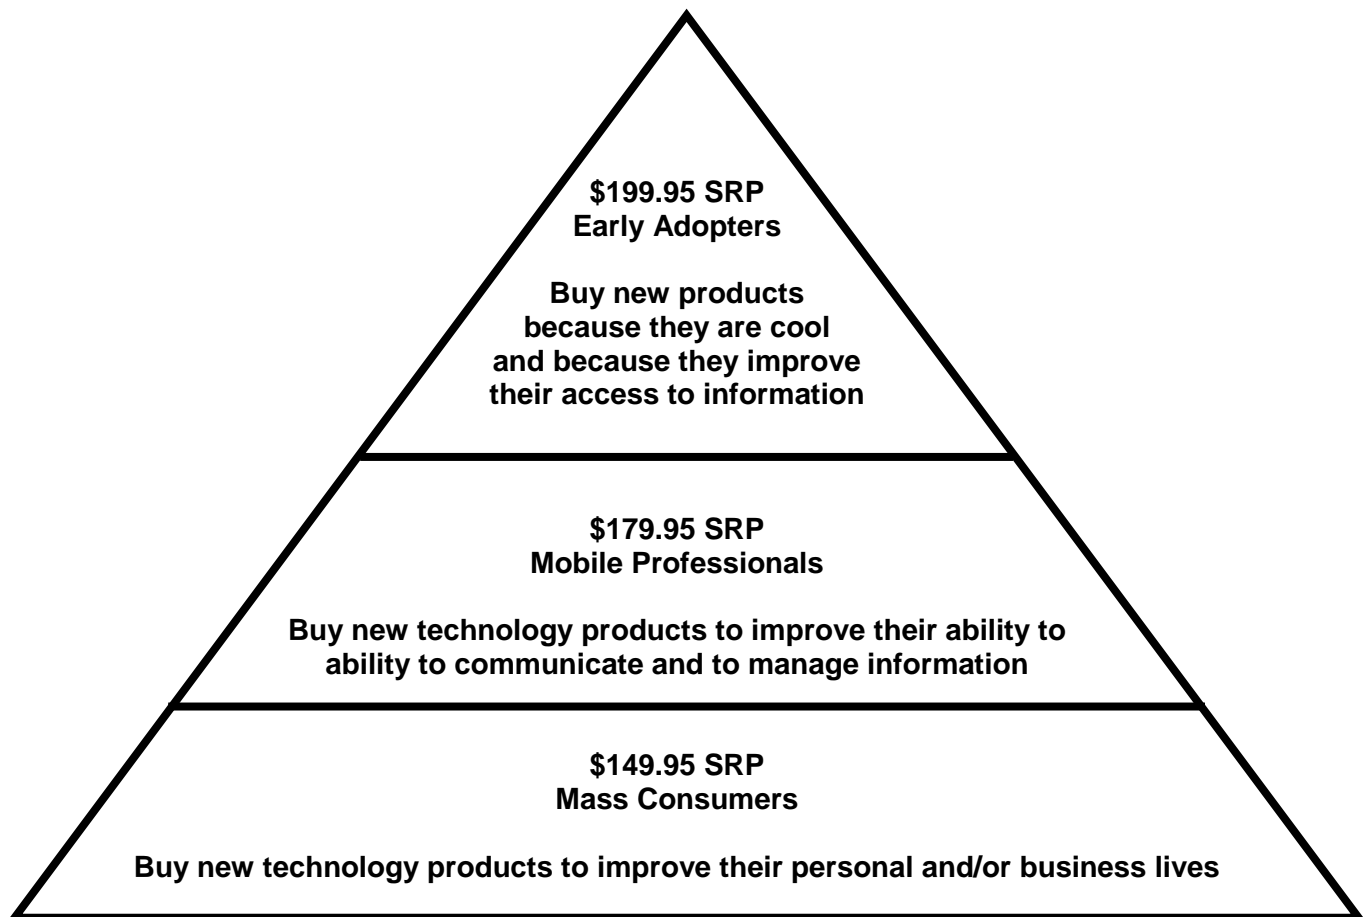 $199.95 SRP
Early Adopters
Buy new products
because they are cool
and because they improve
their access to information
$179.95 SRP
Mobile Professionals
Buy new technology products to improve their ability to
ability to communicate and to manage information
$149.95 SRP
Mass Consumers
Buy new technology products to improve their personal and/or business lives